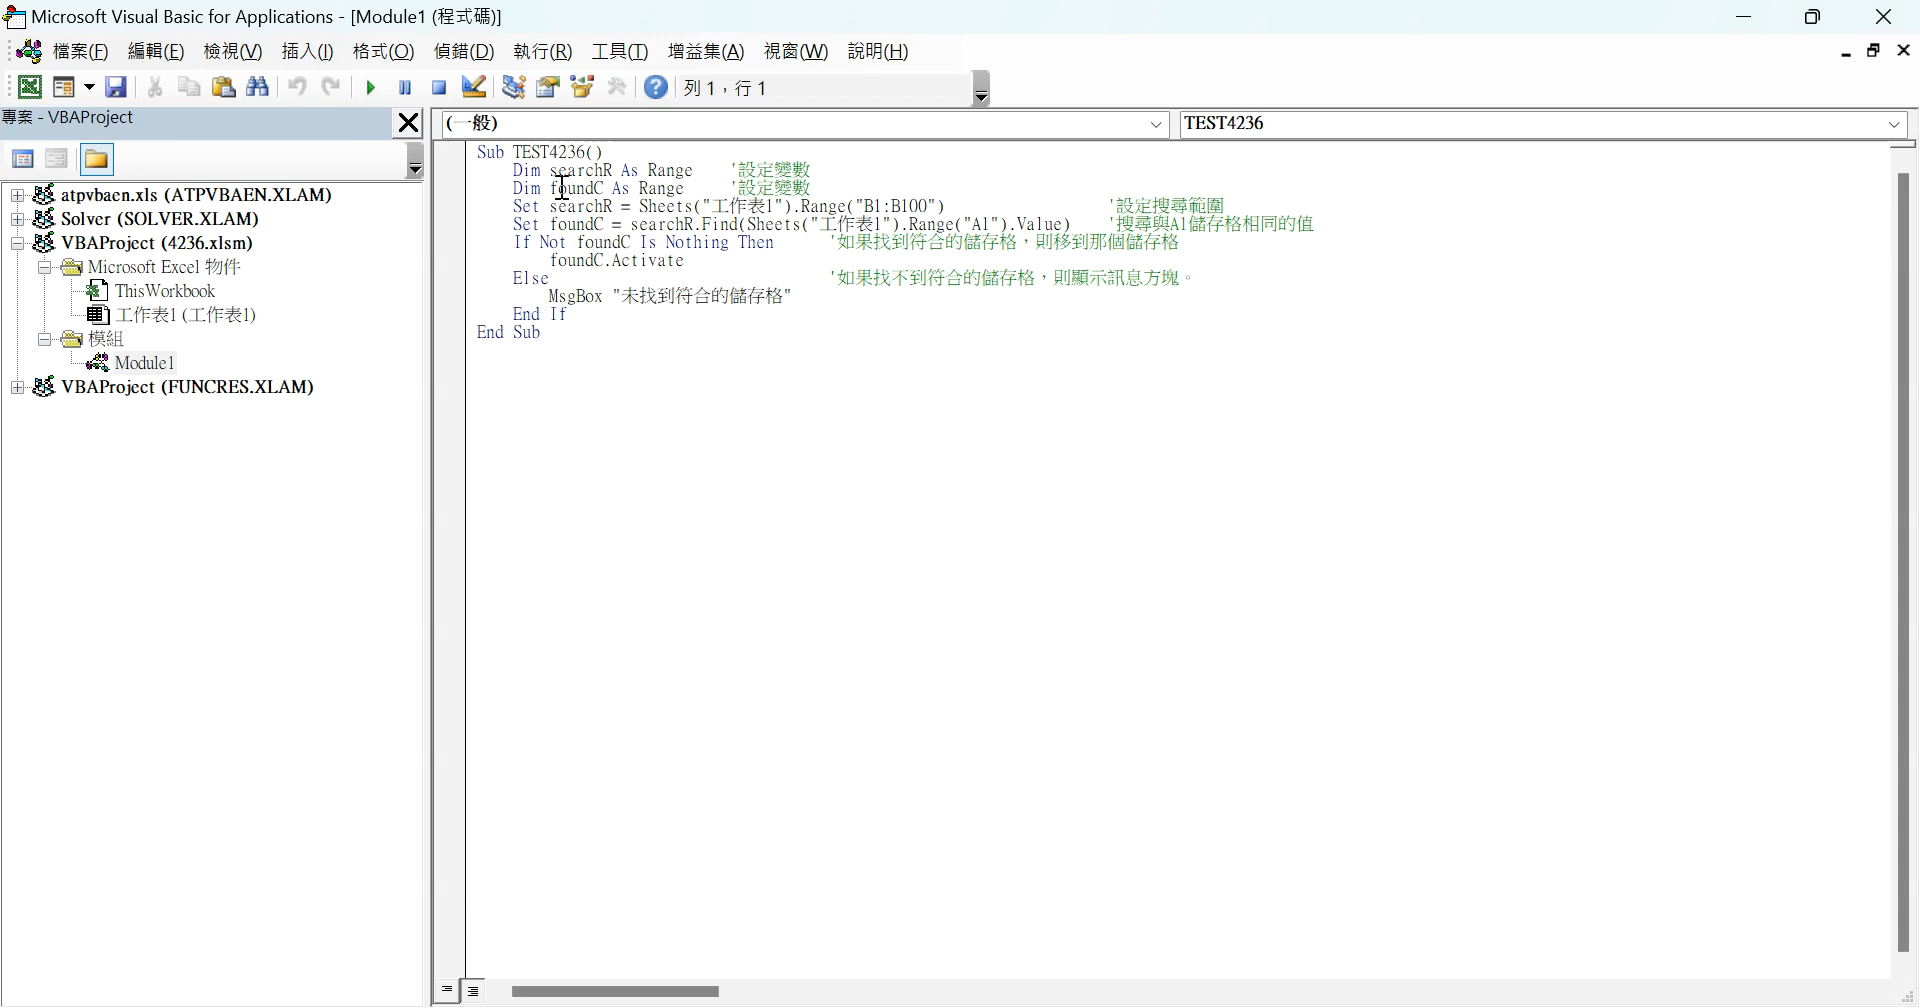 Microsoft Visual Basic for Applications - [Module1 (程式碼)]
檔案(F) 編輯(E) 檢視(V) 插入(I) 格式(O) 偵錯(D) 執行(R) 工具(T) 增益集(A) 視窗(W) 說明(H)
列 1，行 1
專案 - VBAProject
(一般)
TEST4236
atpvbaen.xls (ATPVBAEN.XLAM)
Solver (SOLVER.XLAM)
VBAProject (4236.xlsm)
Microsoft Excel 物件
ThisWorkbook
工作表1 (工作表1)
模組
Module1
VBAProject (FUNCRES.XLAM)
Sub TEST4236()
Dim searchR As Range '設定變數
Dim foundC As Range '設定變數
Set searchR = Sheets("工作表1").Range("B1:B100") '設定搜尋範圍
Set foundC = searchR.Find(Sheets("工作表1").Range("A1").Value) '搜尋與A1儲存格相同的值
If Not foundC Is Nothing Then '如果找到符合的儲存格，則移到那個儲存格
foundC.Activate
Else '如果找不到符合的儲存格，則顯示訊息方塊。
MsgBox "未找到符合的儲存格"
End If
End Sub